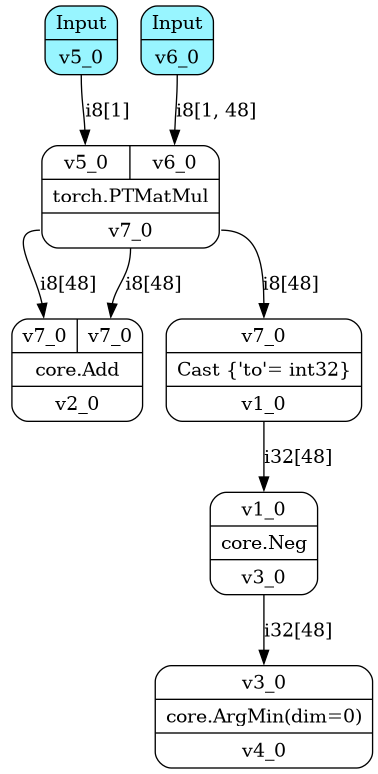 Input
v5_0
Input
v6_0
i8[1]
i8[1, 48]
v5_0
v6_0
torch.PTMatMul
v7_0
i8[48]
i8[48]
i8[48]
v7_0
v7_0
core.Add
v2_0
v7_0
Cast {'to'= int32}
v1_0
i32[48]
v1_0
core.Neg
v3_0
i32[48]
v3_0
core.ArgMin(dim=0)
v4_0